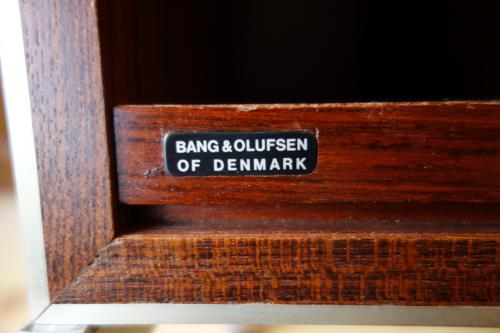 BANG & OLUFSEN
OF DENMARK